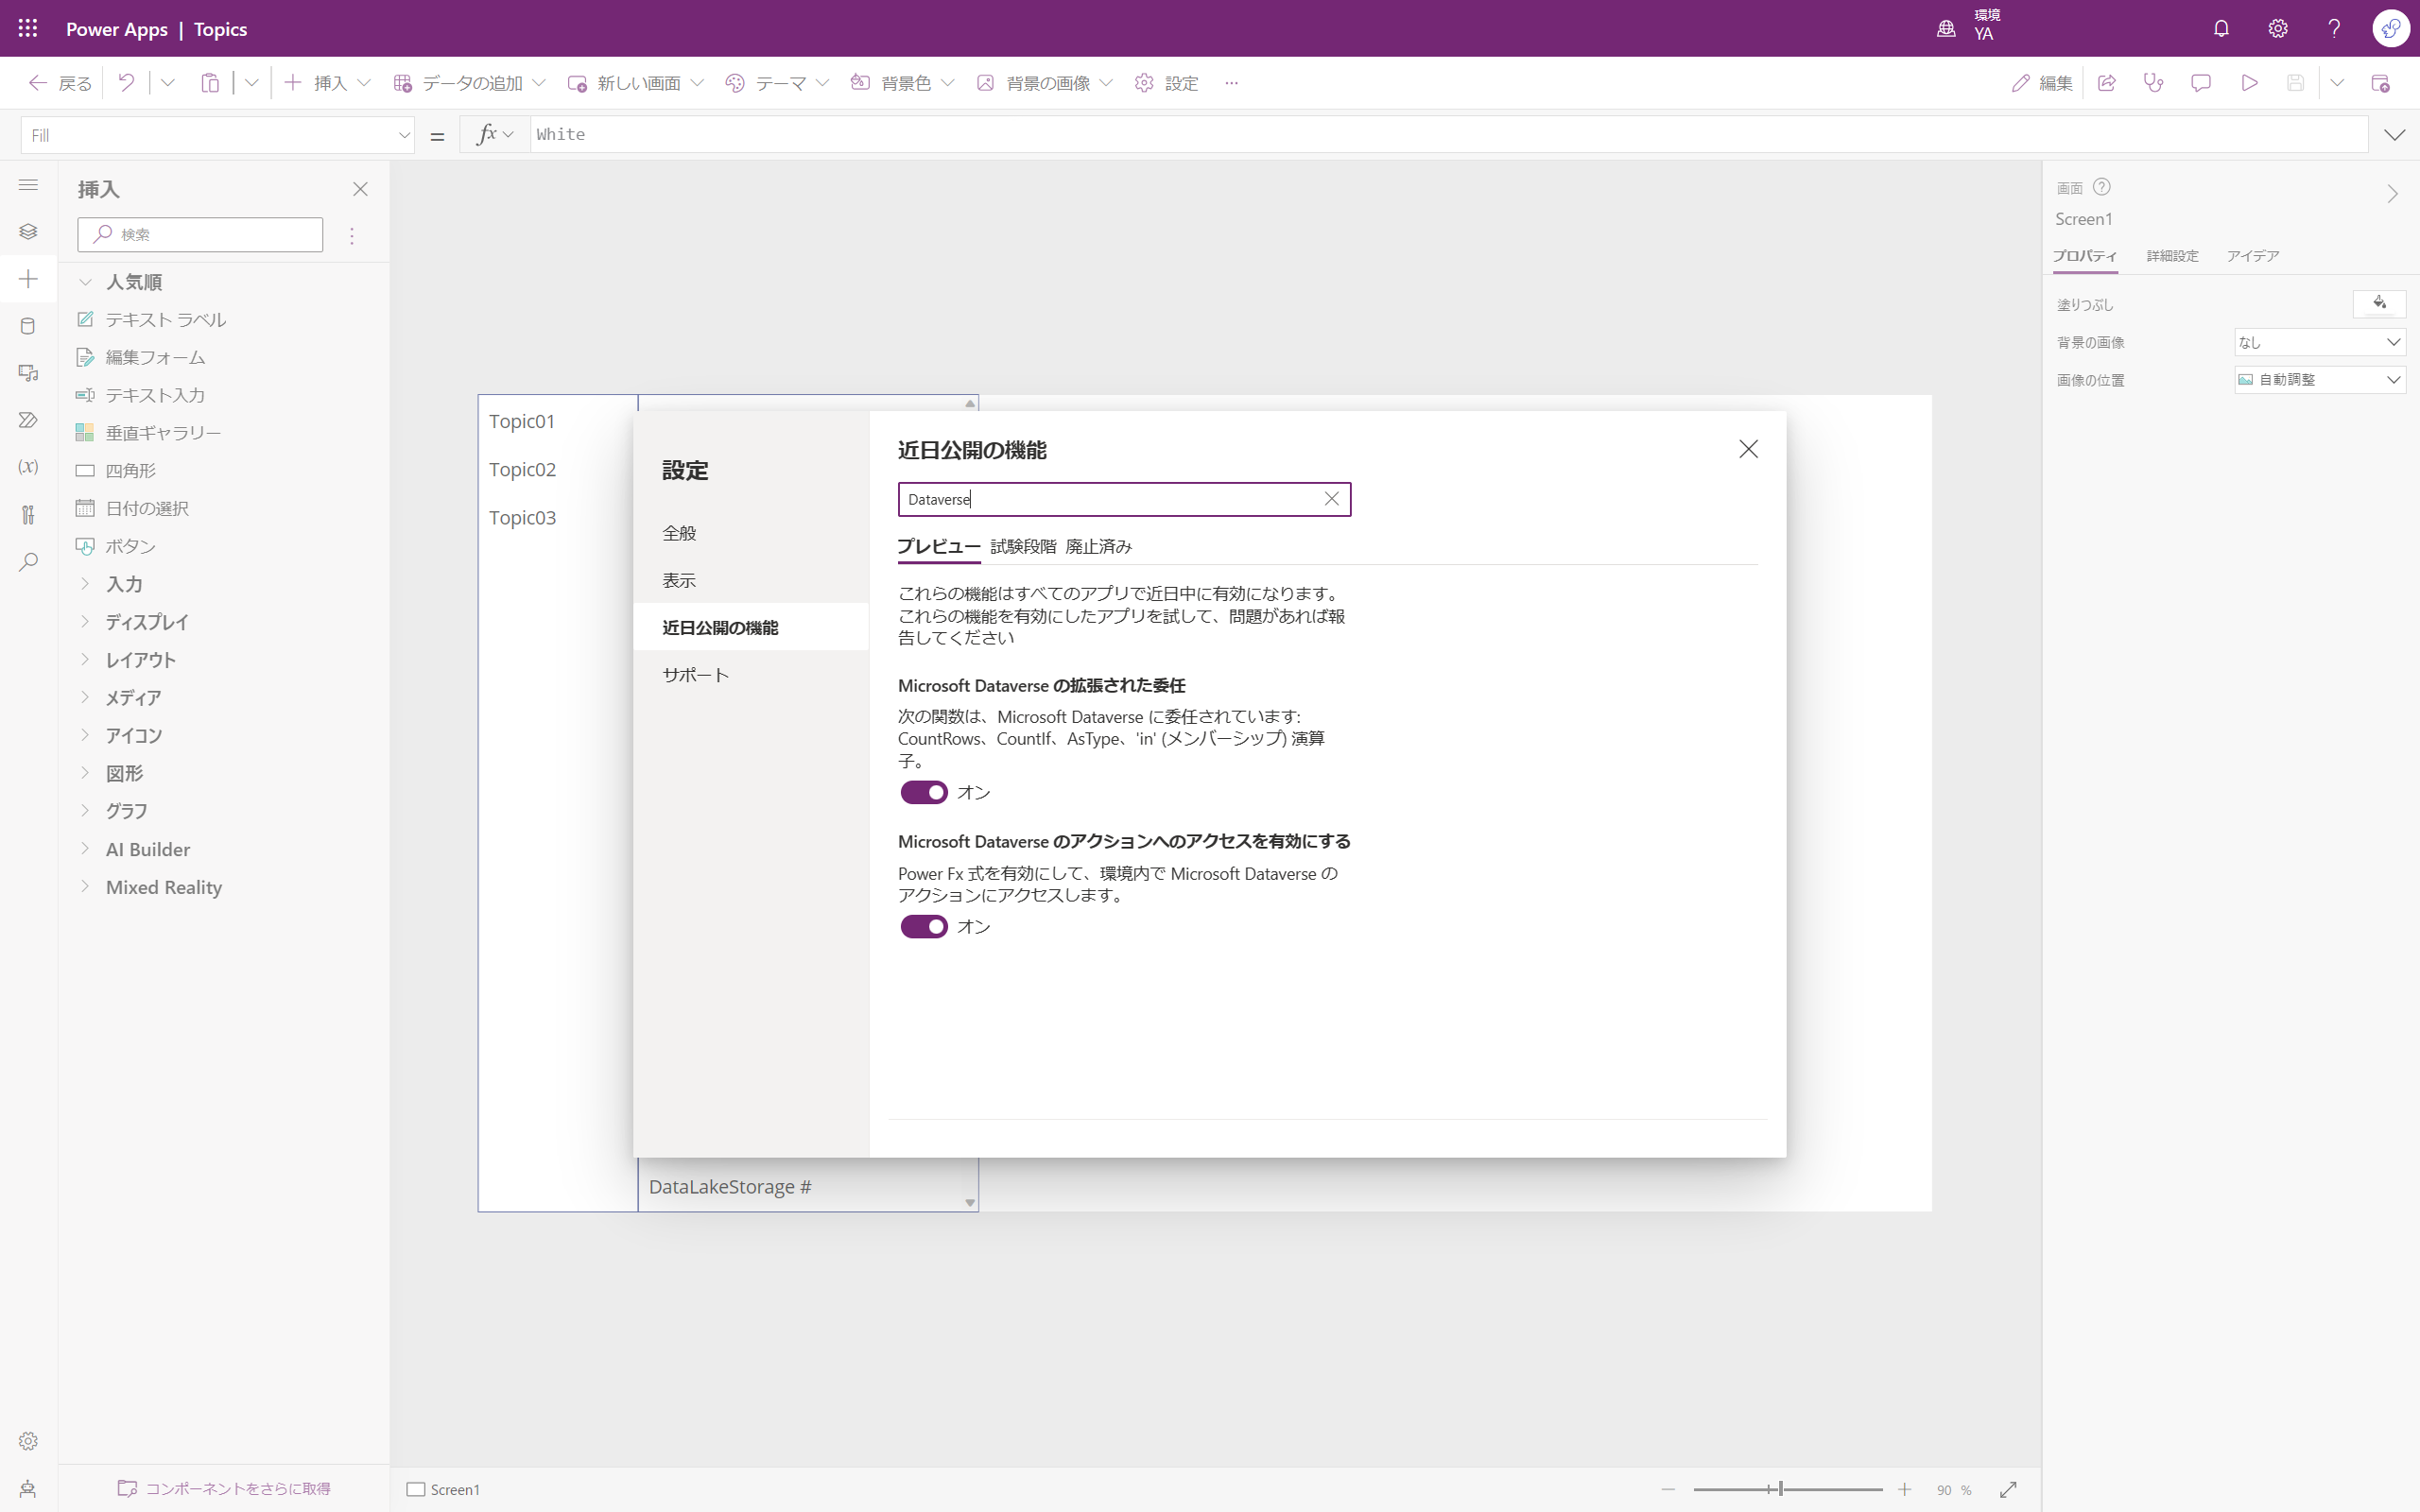 Power Apps | Topics
環境
YA
戻る 挿入 データの追加 新しい画面 テーマ 背景色 背景の画像 設定 ... 編集
Fill = fx White
挿入
検索
人気順
テキスト ラベル
編集フォーム
テキスト入力
垂直ギャラリー
四角形
日付の選択
ボタン
入力
ディスプレイ
レイアウト
メディア
アイコン
図形
グラフ
AI Builder
Mixed Reality
コンポーネントをさらに取得
Topic01
Topic02
Topic03
DataLakeStorage #
設定
全般
表示
近日公開の機能
サポート
近日公開の機能
Dataverse
プレビュー 試験段階 廃止済み
これらの機能はすべてのアプリで近日中に有効になります。
これらの機能を有効にしたアプリを試して、問題があれば報
告してください
Microsoft Dataverse の拡張された委任
次の関数は、Microsoft Dataverse に委任されています:
CountRows、CountIf、AsType、'in' (メンバーシップ) 演算
子。
オン
Microsoft Dataverse のアクションへのアクセスを有効にする
Power Fx 式を有効にして、環境内で Microsoft Dataverse の
アクションにアクセスします。
オン
画面
Screen1
プロパティ 詳細設定 アイデア
塗りつぶし
背景の画像 なし
画像の位置 自動調整
Screen1
90 %